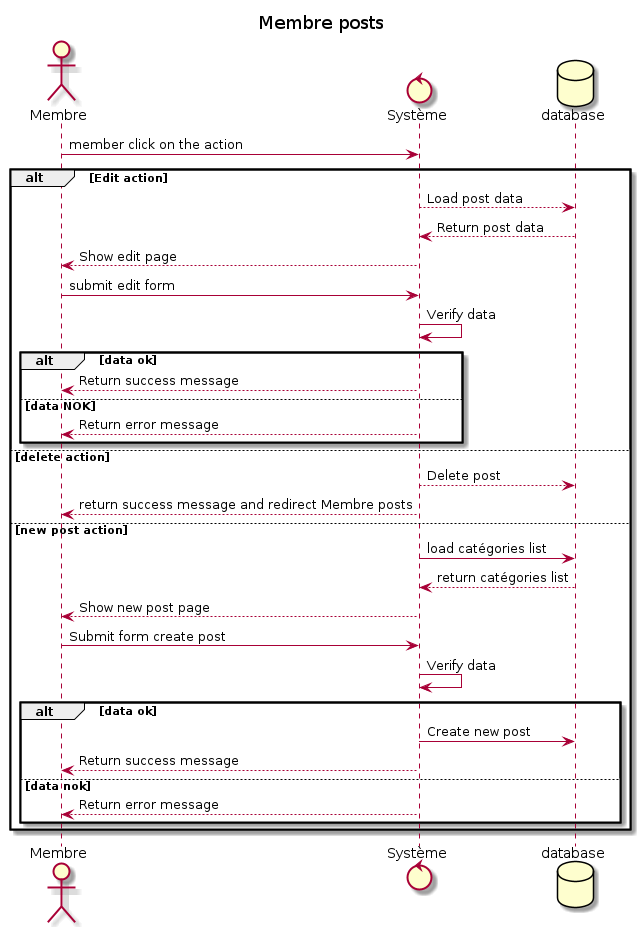 Membre posts
Membre
Système
database
member click on the action
alt [Edit action]
Load post data
Return post data
Show edit page
submit edit form
Verify data
alt [data ok]
Return success message
[data NOK]
Return error message
[delete action]
Delete post
return success message and redirect Membre posts
[new post action]
load catégories list
return catégories list
Show new post page
Submit form create post
Verify data
alt [data ok]
Create new post
Return success message
[data nok]
Return error message
Membre
Système
database